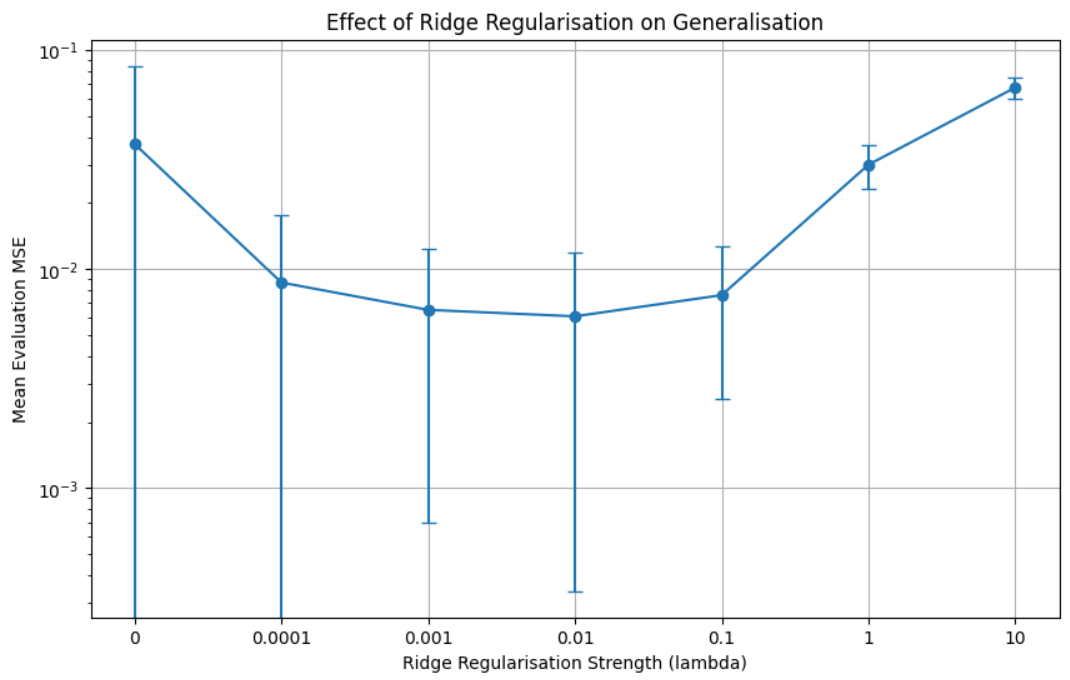 Effect of Ridge Regularisation on Generalisation
10⁻¹
10⁻²
10⁻³
Mean Evaluation MSE
0 0.0001 0.001 0.01 0.1 1 10
Ridge Regularisation Strength (lambda)